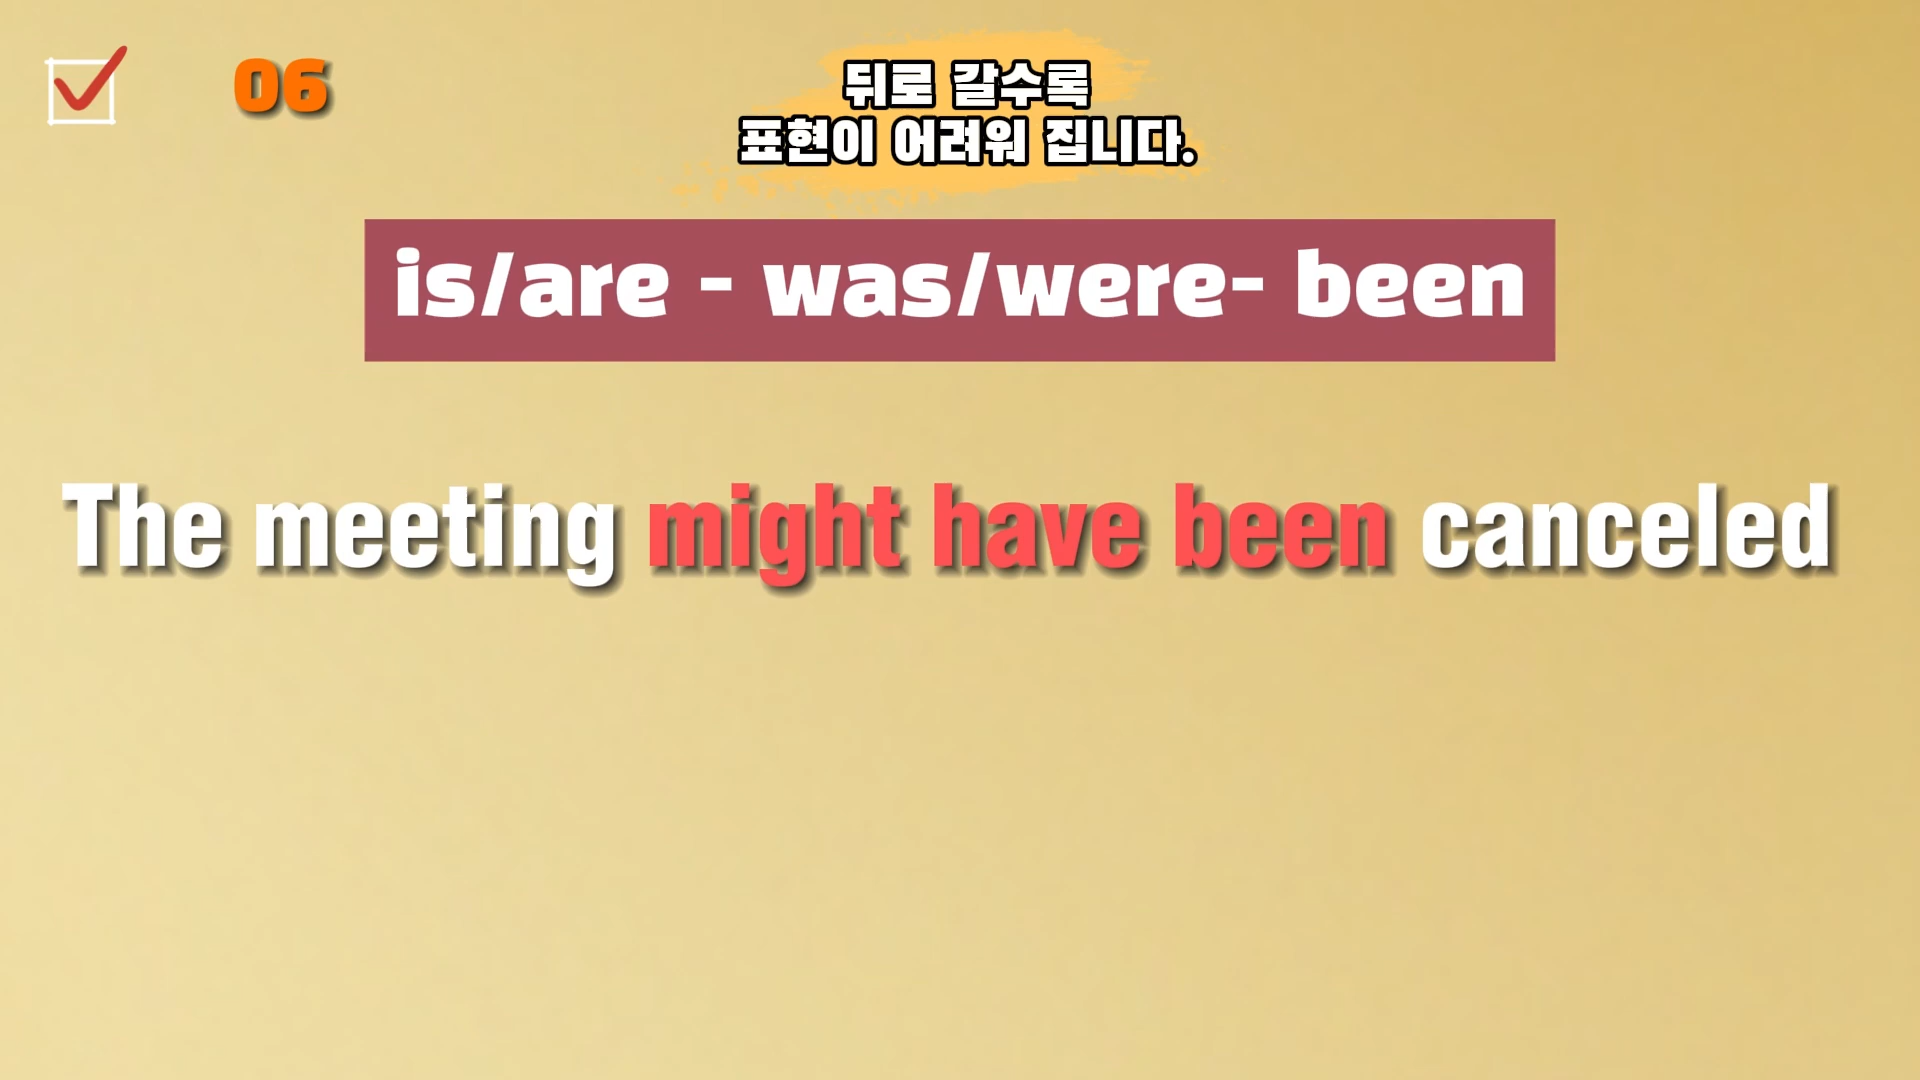 06
뒤로 갈수록
표현이 어려워 집니다.
is/are - was/were- been
The meeting might have been canceled